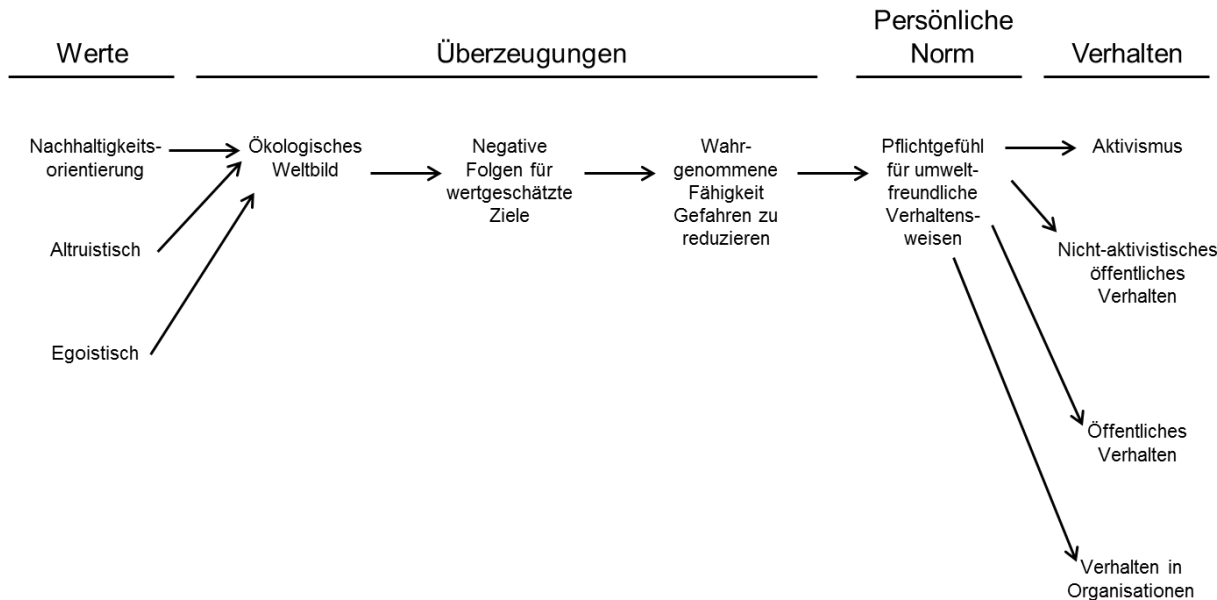 Werte
Überzeugungen
Persönliche
Norm
Verhalten
Nachhaltigkeits-
orientierung
Altruistisch
Egoistisch
Ökologisches
Weltbild
Negative
Folgen für
wertgeschätzte
Ziele
Wahr-
genommene
Fähigkeit
Gefahren zu
reduzieren
Pflichtgefühl
für umwelt-
freundliche
Verhaltens-
weisen
Aktivismus
Nicht-aktivistisches
öffentliches
Verhalten
Öffentliches
Verhalten
Verhalten in
Organisationen